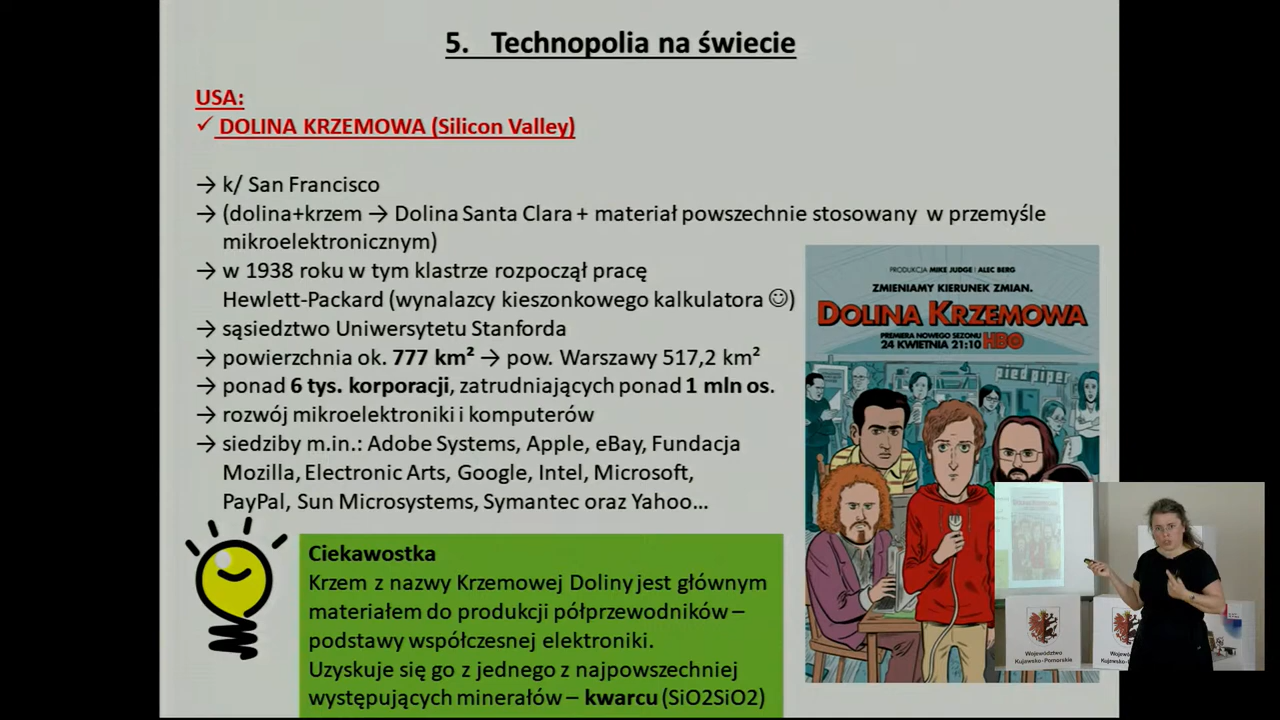 5. Technopolia na świecie
USA:
✓ DOLINA KRZEMOWA (Silicon Valley)
→ k/ San Francisco
→ (dolina+krzem → Dolina Santa Clara + materiał powszechnie stosowany w przemyśle
mikroelektronicznym)
→ w 1938 roku w tym klastrze rozpoczął pracę
Hewlett-Packard (wynalazcy kieszonkowego kalkulatora ☺)
→ sąsiedztwo Uniwersytetu Stanforda
→ powierzchnia ok. 777 km² → pow. Warszawy 517,2 km²
→ ponad 6 tys. korporacji, zatrudniających ponad 1 mln os.
→ rozwój mikroelektroniki i komputerów
→ siedziby m.in.: Adobe Systems, Apple, eBay, Fundacja
Mozilla, Electronic Arts, Google, Intel, Microsoft,
PayPal, Sun Microsystems, Symantec oraz Yahoo…
Ciekawostka
Krzem z nazwy Krzemowej Doliny jest głównym
materiałem do produkcji półprzewodników –
podstawy współczesnej elektroniki.
Uzyskuje się go z jednego z najpowszechniej
występujących minerałów – kwarcu (SiO2SiO2)
PRODUKCJA MIKE JUDGE I ALEC BERG
ZMIENIAMY KIERUNEK ZMIAN.
DOLINA KRZEMOWA
PREMIERA NOWEGO SEZONU
24 KWIETNIA 21:10 HBO
pied piper
Województwo
Kujawsko-Pomorskie